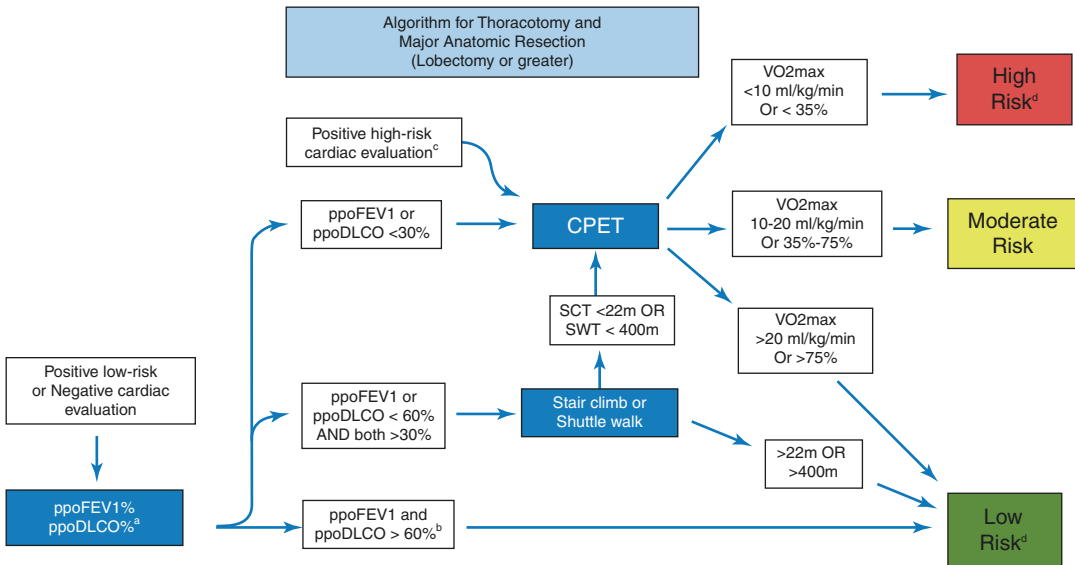 Algorithm for Thoracotomy and
Major Anatomic Resection
(Lobectomy or greater)
VO2max
<10 ml/kg/min
Or < 35%
High
Riskᵈ
Positive high-risk
cardiac evaluationᶜ
ppoFEV1 or
ppoDLCO <30%
CPET
VO2max
10-20 ml/kg/min
Or 35%-75%
Moderate
Risk
SCT <22m OR
SWT < 400m
VO2max
>20 ml/kg/min
Or >75%
Positive low-risk
or Negative cardiac
evaluation
ppoFEV1 or
ppoDLCO < 60%
AND both >30%
Stair climb or
Shuttle walk
>22m OR
>400m
ppoFEV1%
ppoDLCO%ᵃ
ppoFEV1 and
ppoDLCO > 60%ᵇ
Low
Riskᵈ